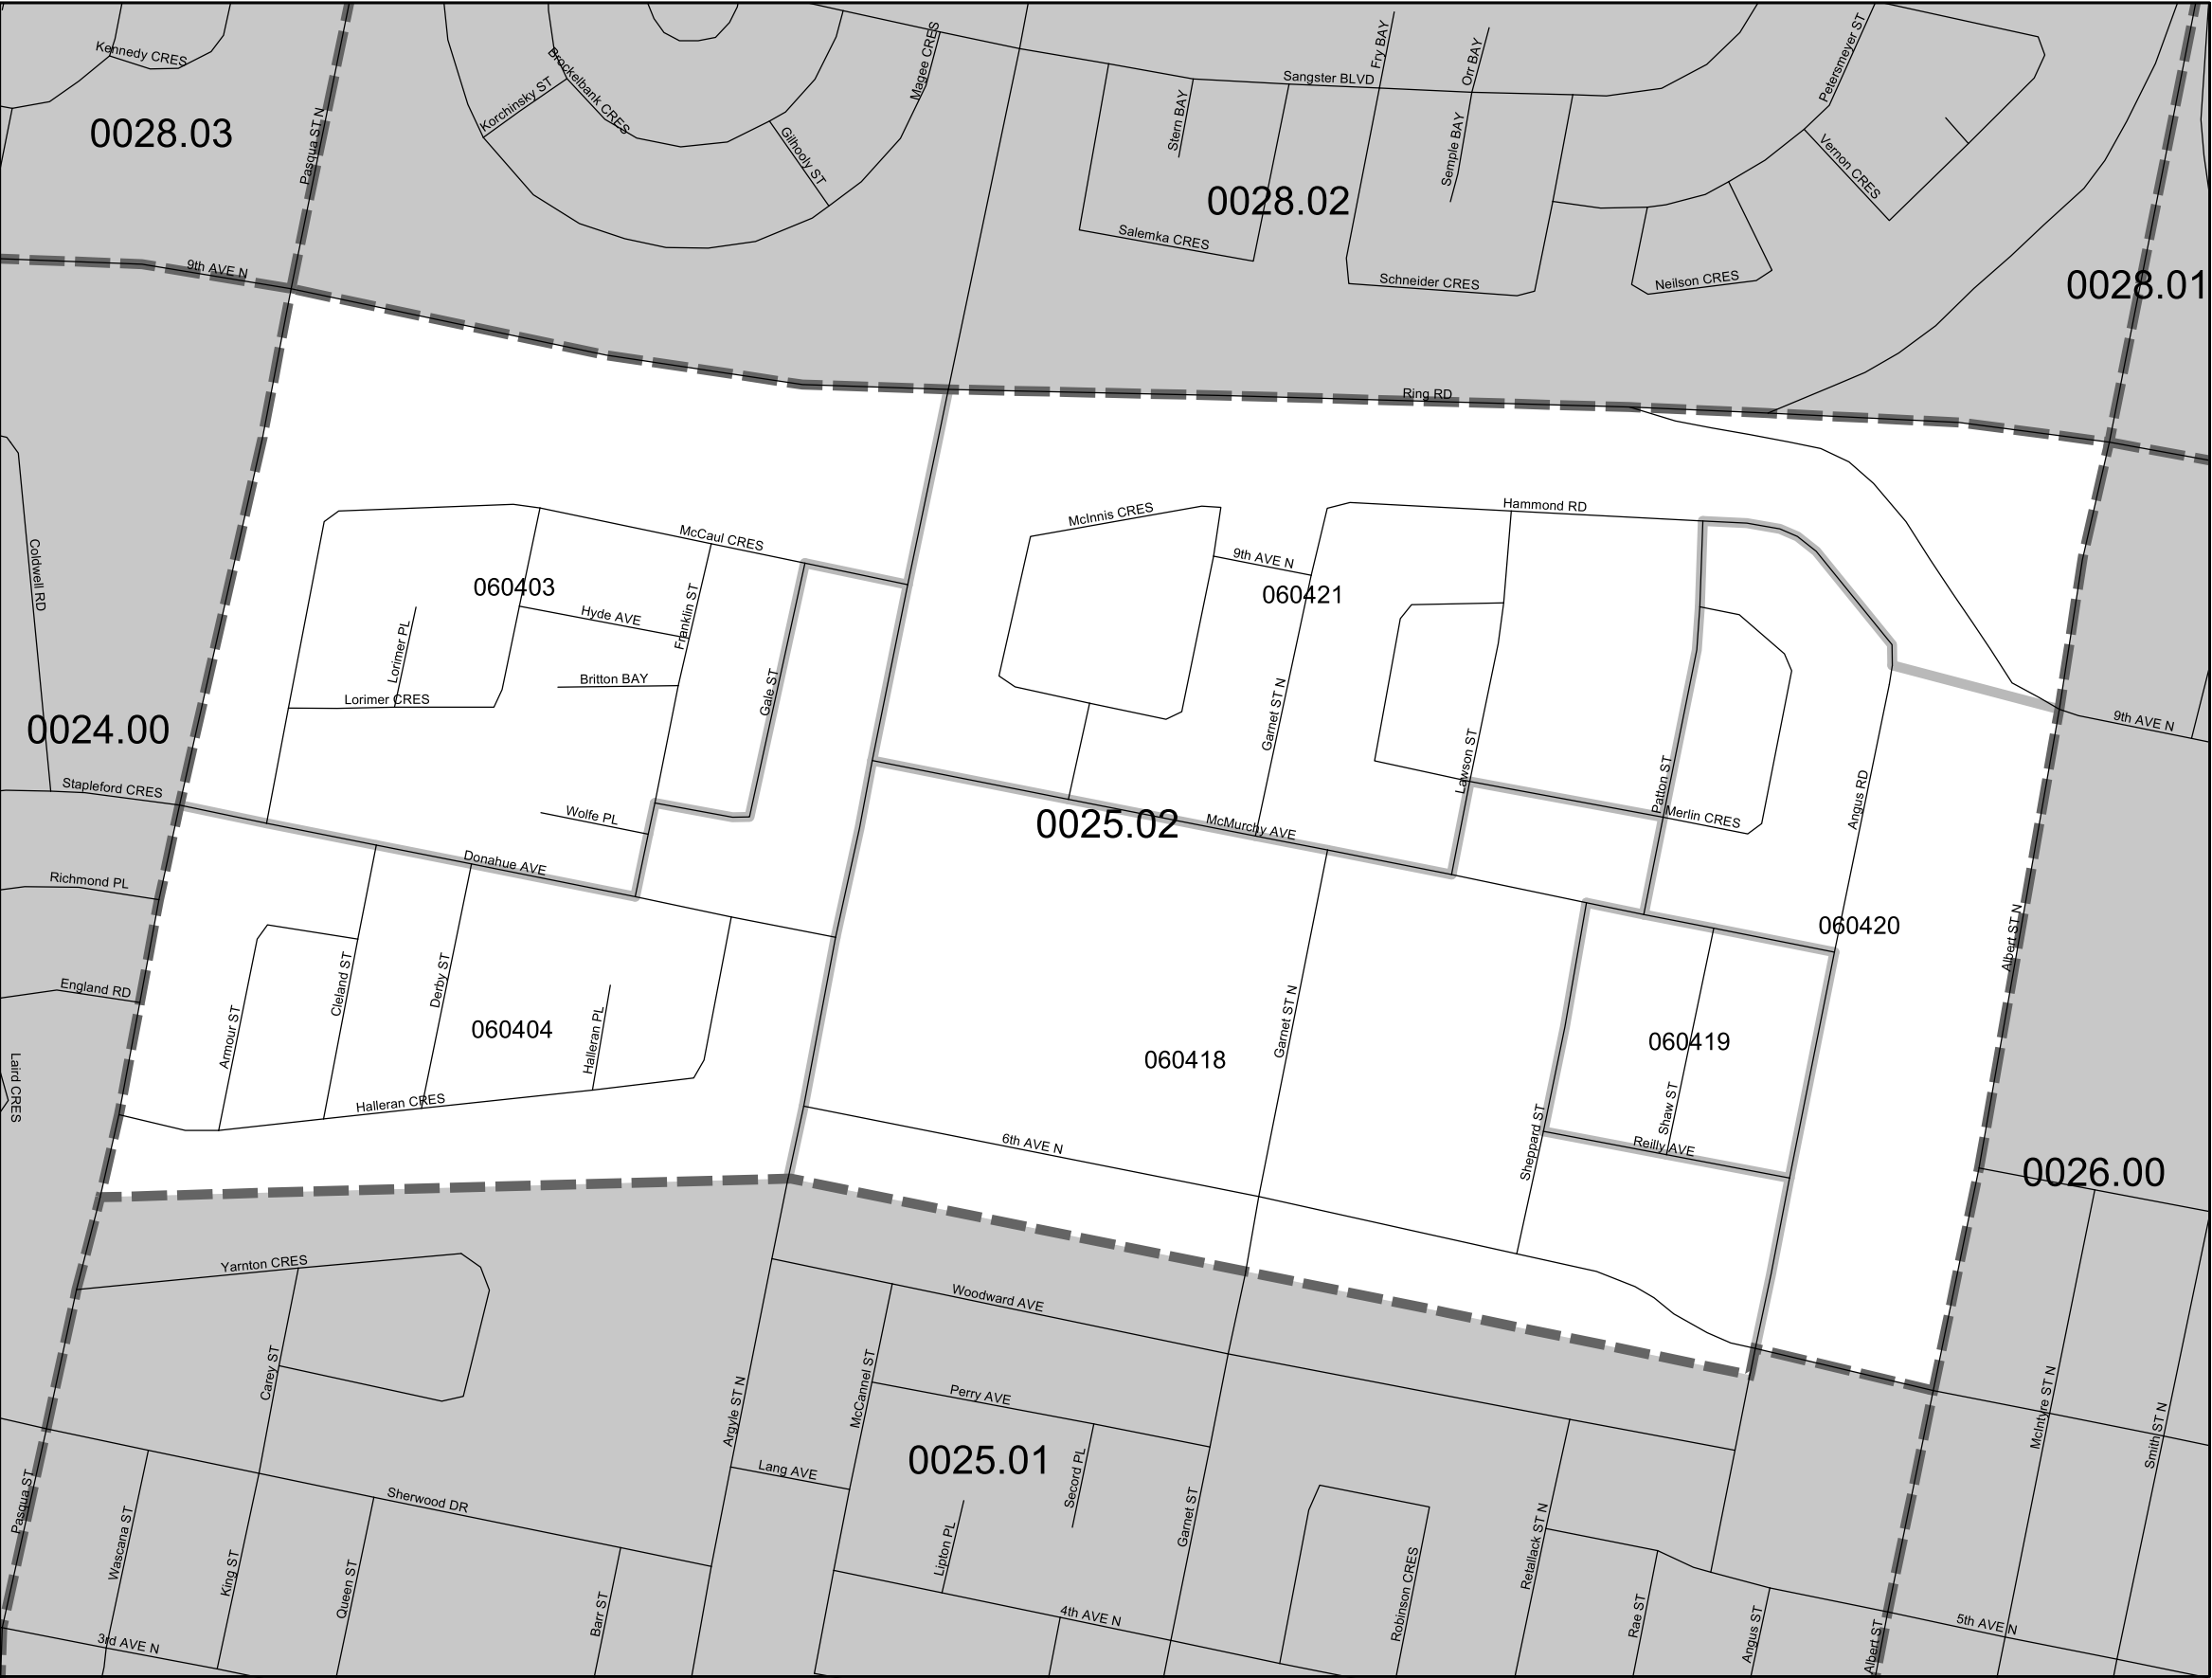 Kennedy CRES
0028.03
Pasqua ST N
9th AVE N
Korchinsky ST
Brockelbank CRES
Gilhooly ST
Magee CRES
Sangster BLVD
Fry BAY
Orr BAY
Stern BAY
Semple BAY
0028.02
Salemka CRES
Schneider CRES
Neilson CRES
Petersmeyer ST
Vernon CRES
0028.01
Ring RD
Coldwell RD
McCaul CRES
060403
Hyde AVE
Franklin ST
Lorimer PL
Lorimer CRES
Britton BAY
Gale ST
McInnis CRES
9th AVE N
060421
Hammond RD
Garnet ST N
Lawson ST
Patton ST
Merlin CRES
Angus RD
9th AVE N
0024.00
Stapleford CRES
Wolfe PL
Donahue AVE
0025.02
McMurchy AVE
Richmond PL
England RD
Laird CRES
Armour ST
Cleland ST
Derby ST
060404
Halleran PL
Halleran CRES
060418
Garnet ST N
060420
060419
Shaw ST
Sheppard ST
Reilly AVE
Albert ST N
6th AVE N
0026.00
Yarnton CRES
Carey ST
Woodward AVE
McCannel ST
Argyle ST N
Perry AVE
0025.01
Lang AVE
Second PL
Lipton PL
Garnet ST
Sherwood DR
Pasqua ST
Wascana ST
King ST
Queen ST
Barr ST
3rd AVE N
4th AVE N
Robinson CRES
Retallack ST N
Rae ST
Angus ST
Albert ST
5th AVE N
McIntyre ST N
Smith ST N